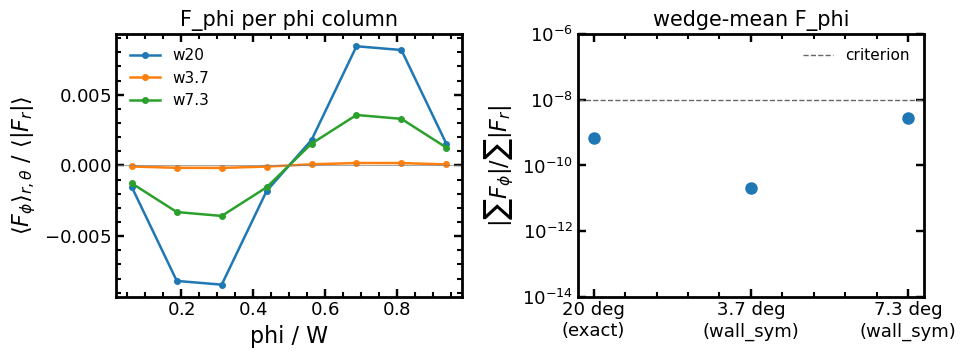 F_phi per phi column
wedge-mean F_phi
w20
w3.7
w7.3
criterion
⟨F_ϕ⟩_{r,θ} / ⟨|F_r|⟩
0.005
0.000
−0.005
0.2
0.4
0.6
0.8
phi / W
|∑F_ϕ|/∑|F_r|
10^{−6}
10^{−8}
10^{−10}
10^{−12}
10^{−14}
20 deg
(exact)
3.7 deg
(wall_sym)
7.3 deg
(wall_sym)